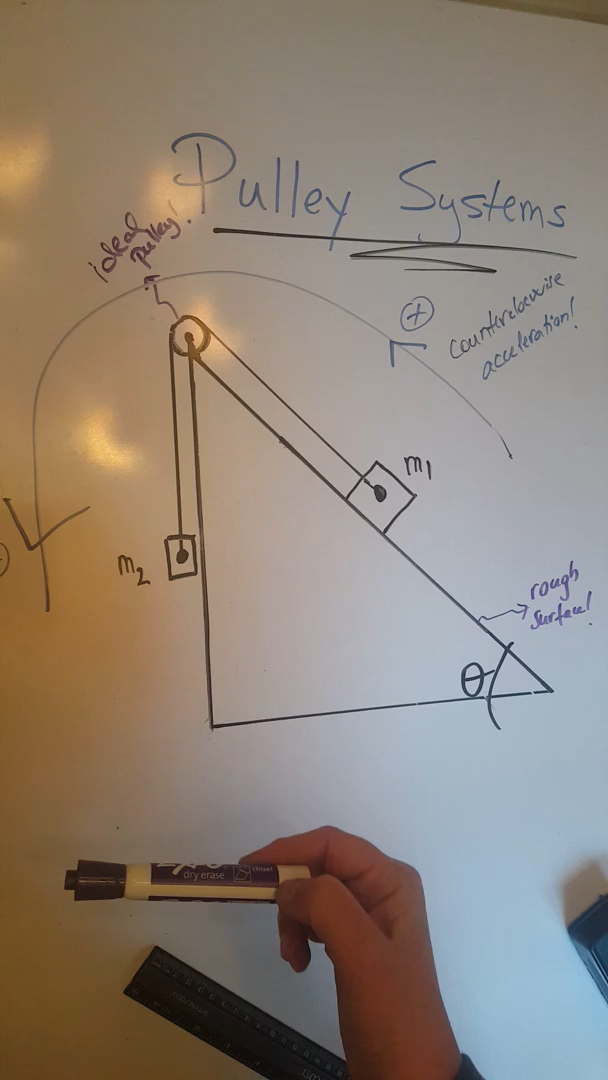 Pulley Systems
ideal
pulley!
+
counterclockwise
acceleration!
m1
m2
rough
surface!
θ
dry erase